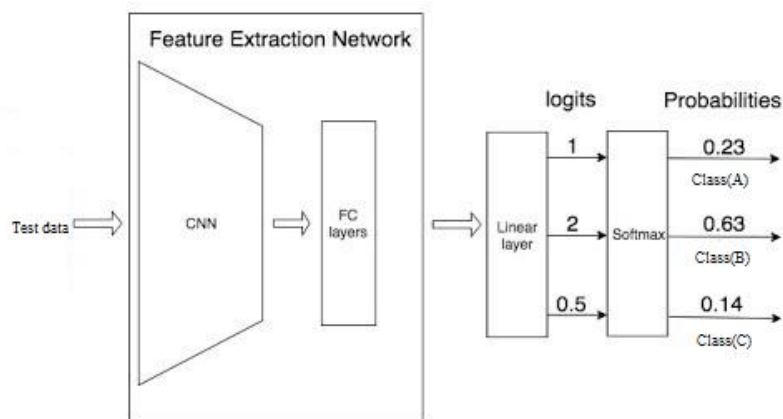 Feature Extraction Network
logits
Probabilities
1
0.23
Class(A)
Test data
CNN
FC
layers
Linear
layer
2
Softmax
0.63
Class(B)
0.5
0.14
Class(C)